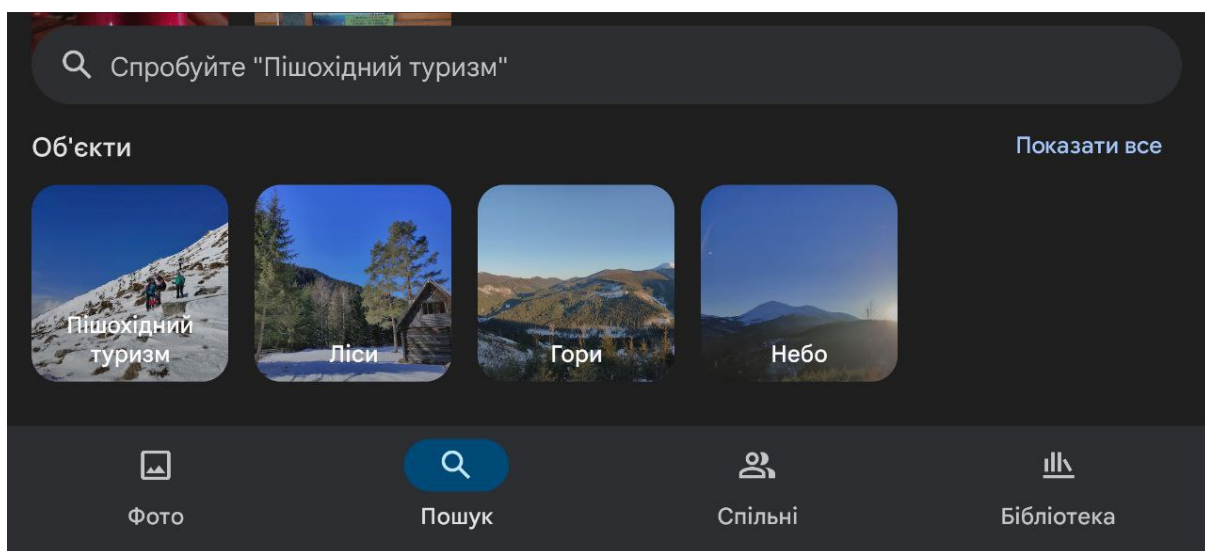 Спробуйте "Пішохідний туризм"
Об'єкти
Показати все
Пішохідний
туризм
Ліси
Гори
Небо
Фото
Пошук
Спільні
Бібліотека